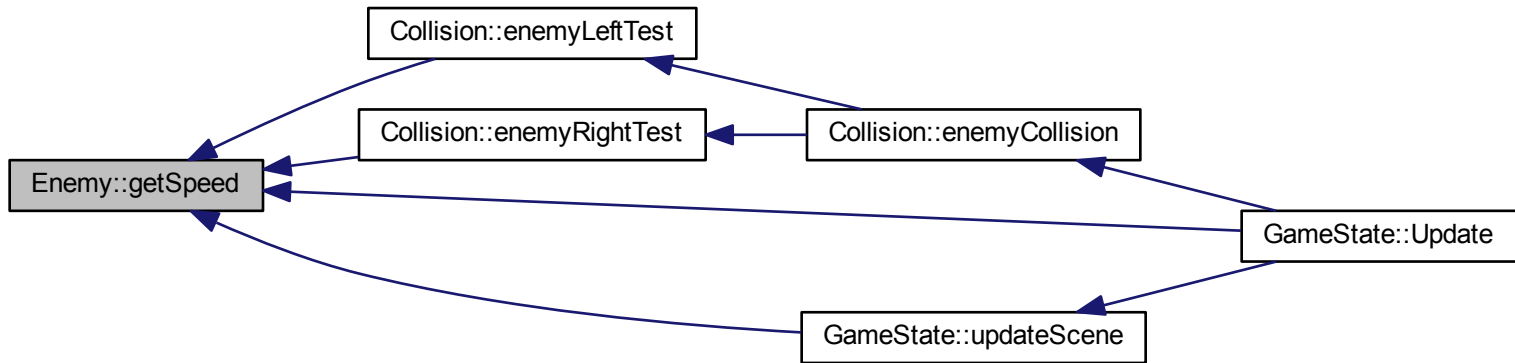 Collision::enemyLeftTest
Collision::enemyRightTest
Collision::enemyCollision
Enemy::getSpeed
GameState::Update
GameState::updateScene